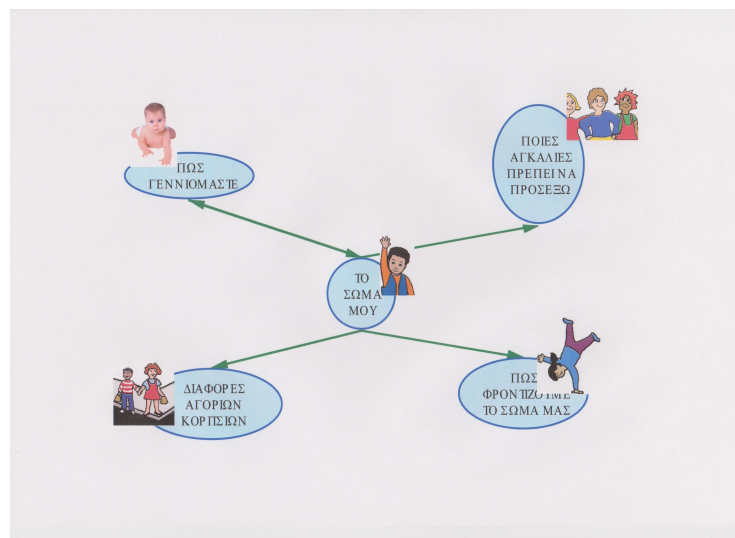 ΠΩΣ
ΓΕΝΝΙΟΜΑΣΤΕ
ΠΟΙΕΣ
ΑΓΚΑΛΙΕΣ
ΠΡΕΠΕΙ ΝΑ
ΠΡΟΣΕΞΩ
ΤΟ
ΣΩΜΑ
ΜΟΥ
ΔΙΑΦΟΡΕΣ
ΑΓΟΡΙΩΝ
ΚΟΡΙΤΣΙΩΝ
ΠΩΣ
ΦΡΟΝΤΙΖΟΥΜΕ
ΤΟ ΣΩΜΑ ΜΑΣ